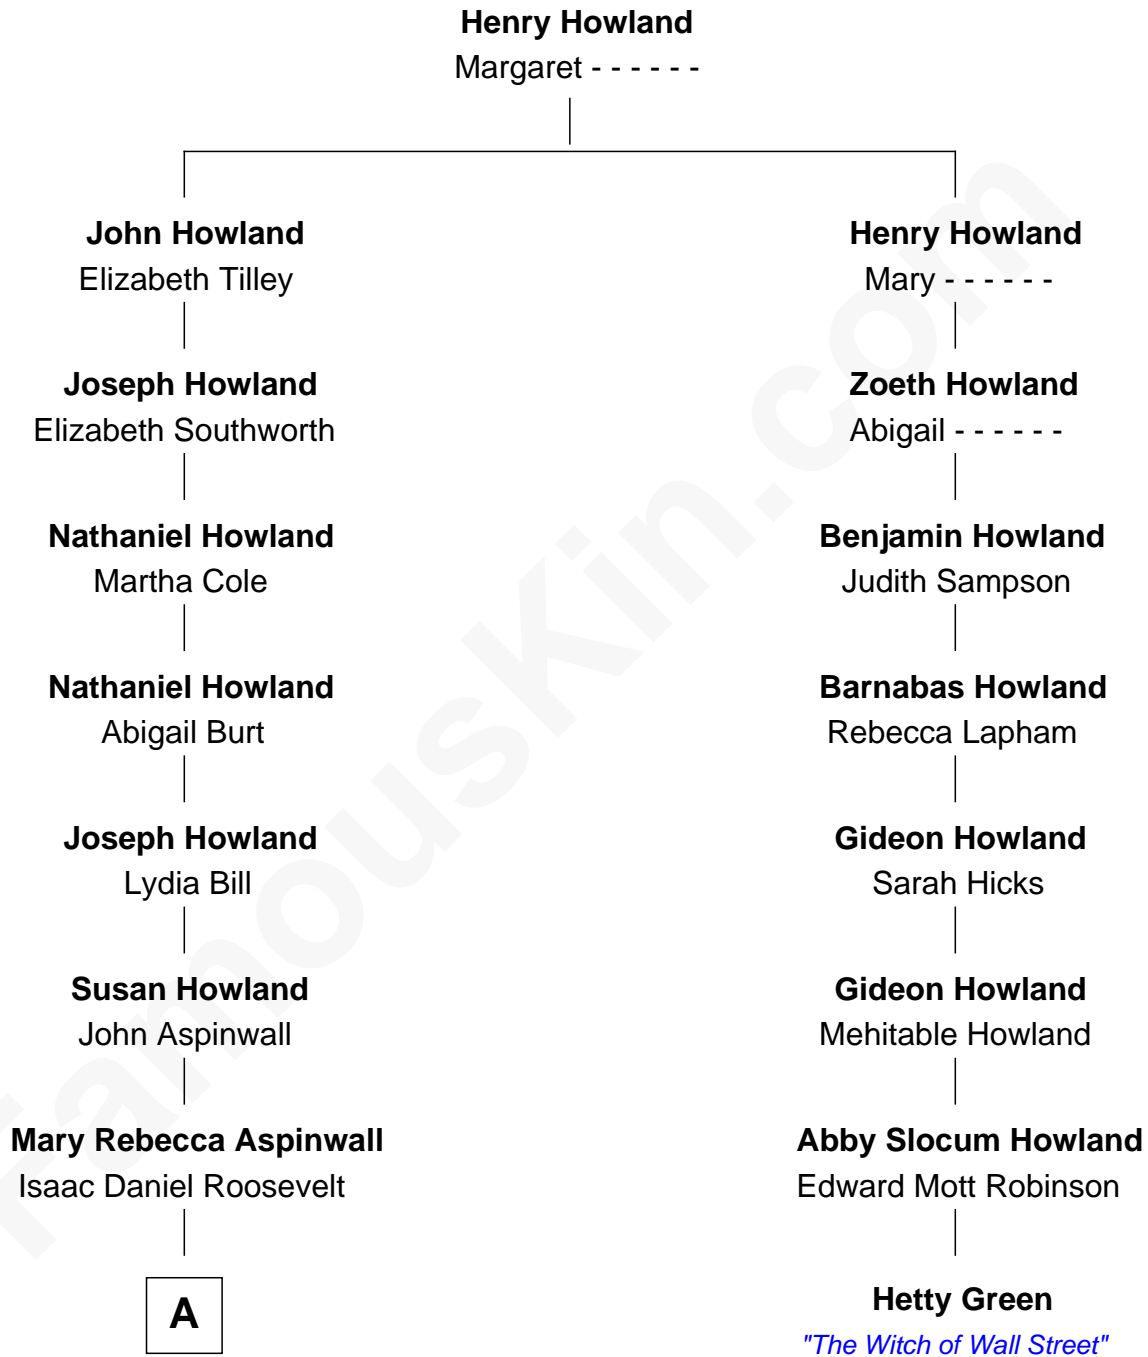 Henry Howland
Margaret - - - - - -
John Howland
Elizabeth Tilley
Henry Howland
Mary - - - - - -
Joseph Howland
Elizabeth Southworth
Zoeth Howland
Abigail - - - - - -
Nathaniel Howland
Martha Cole
Benjamin Howland
Judith Sampson
Nathaniel Howland
Abigail Burt
Barnabas Howland
Rebecca Lapham
Joseph Howland
Lydia Bill
Gideon Howland
Sarah Hicks
Susan Howland
John Aspinwall
Gideon Howland
Mehitable Howland
Mary Rebecca Aspinwall
Isaac Daniel Roosevelt
Abby Slocum Howland
Edward Mott Robinson
A
Hetty Green
"The Witch of Wall Street"
FamousKin.com